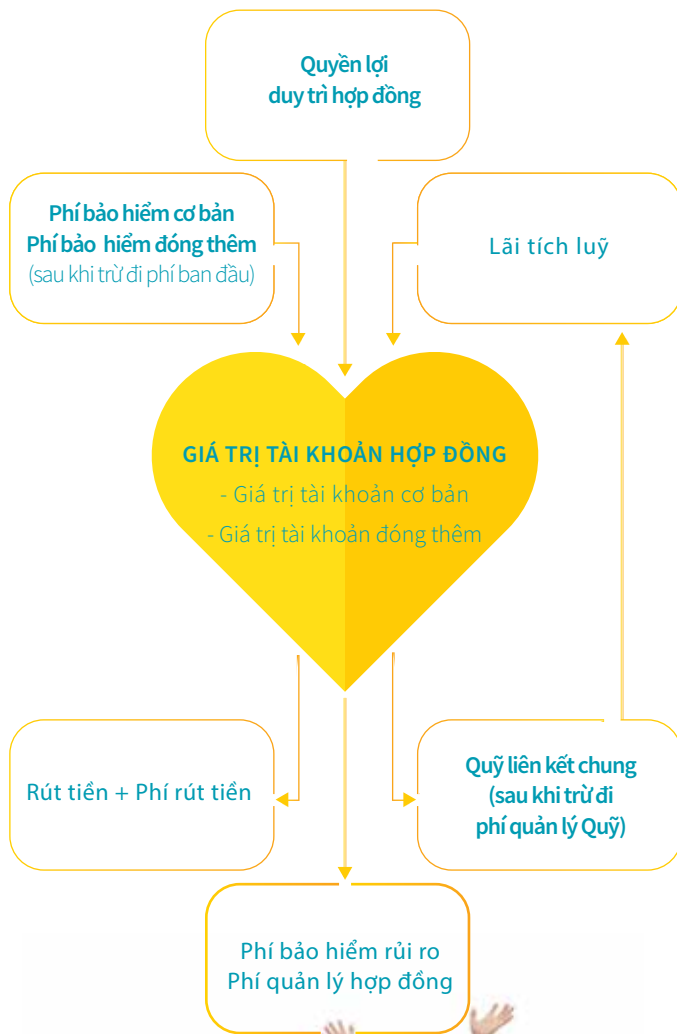 Quyền lợi
duy trì hợp đồng
Phí bảo hiểm cơ bản
Phí bảo hiểm đóng thêm
(sau khi trừ đi phí ban đầu)
Lãi tích luỹ
GIÁ TRỊ TÀI KHOẢN HỢP ĐỒNG
- Giá trị tài khoản cơ bản
- Giá trị tài khoản đóng thêm
Rút tiền + Phí rút tiền
Quỹ liên kết chung
(sau khi trừ đi
phí quản lý Quỹ)
Phí bảo hiểm rủi ro
Phí quản lý hợp đồng